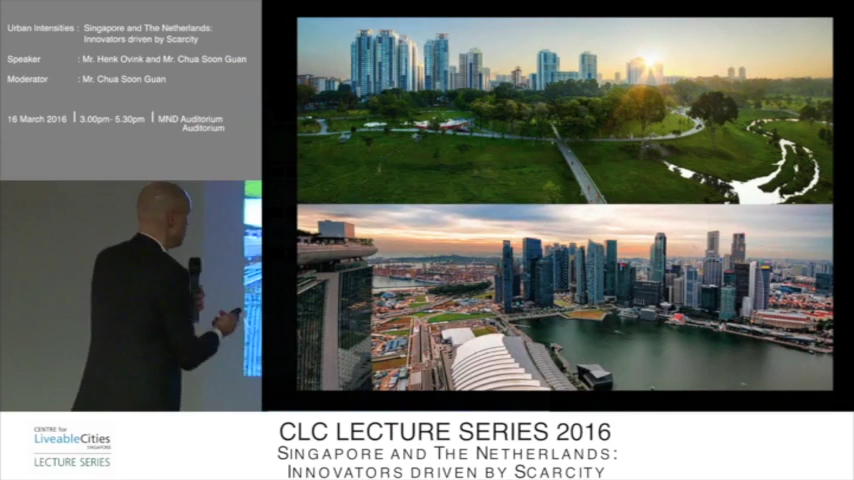 Urban Intensities : Singapore and The Netherlands:
Innovators driven by Scarcity
Speaker : Mr. Henk Ovink and Mr. Chua Soon Guan
Moderator : Mr. Chua Soon Guan
16 March 2016 | 3.00pm- 5.30pm | MND Auditorium
Auditorium
CENTRE for
LiveableCities
SINGAPORE
LECTURE SERIES
CLC LECTURE SERIES 2016
SINGAPORE AND THE NETHERLANDS:
INNOVATORS DRIVEN BY SCARCITY